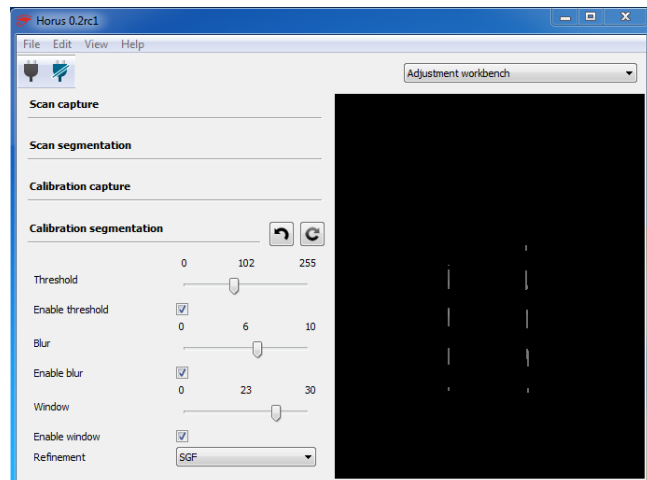 Horus 0.2rc1
File Edit View Help
Adjustment workbench
Scan capture
Scan segmentation
Calibration capture
Calibration segmentation
0 102 255
Threshold
Enable threshold
0 6 10
Blur
Enable blur
0 23 30
Window
Enable window
Refinement SGF